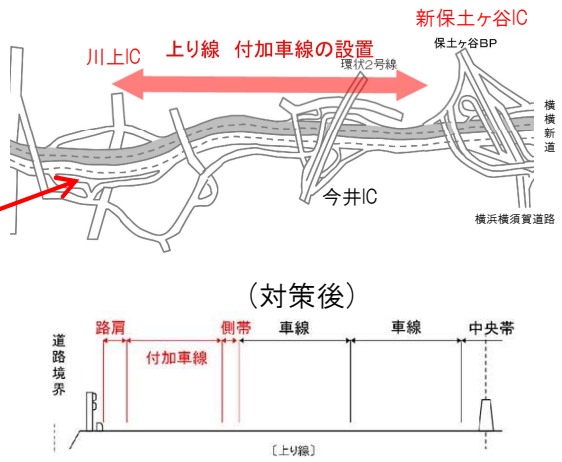 新保土ヶ谷IC
保土ヶ谷BP
川上IC
上り線 付加車線の設置
環状2号線
横横新道
今井IC
横浜横須賀道路
(対策後)
路肩
側帯
車線
車線
中央帯
道路境界
付加車線
〔上り線〕